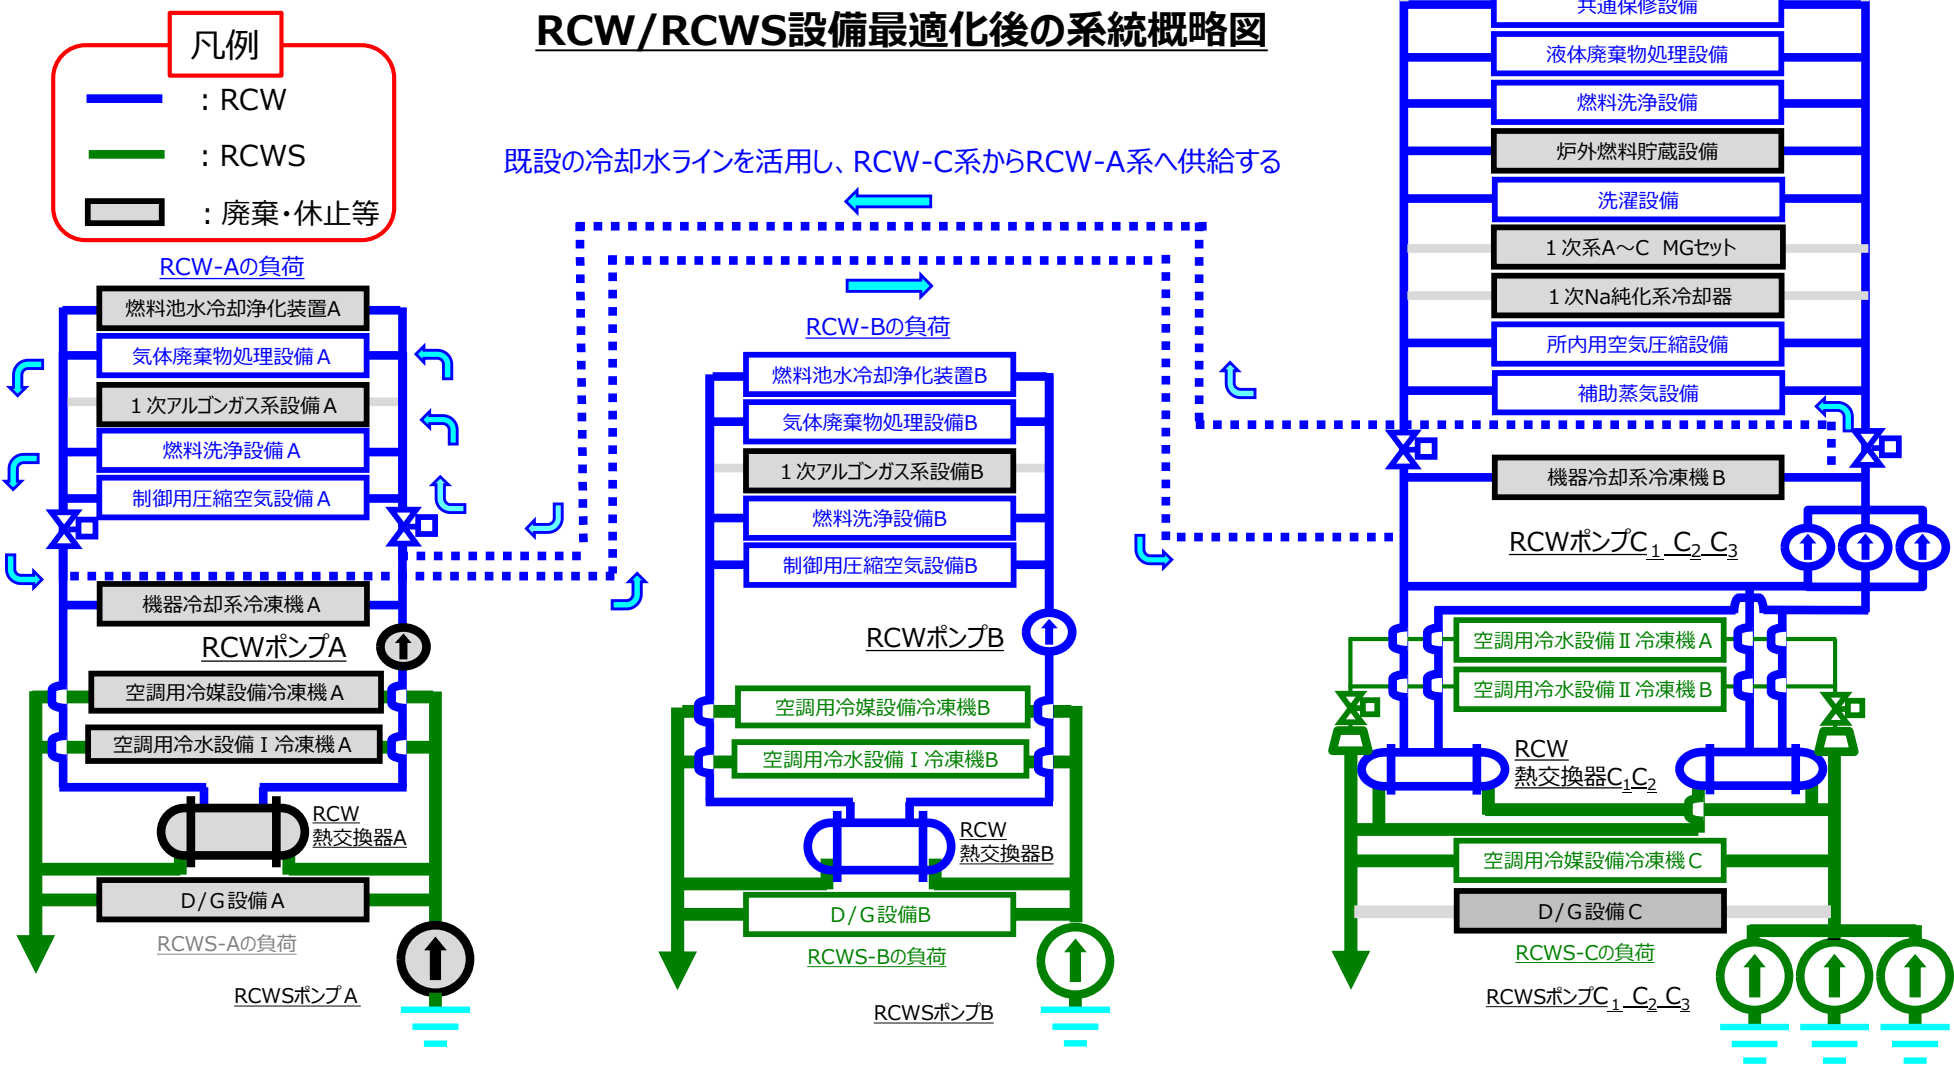 RCW/RCWS設備最適化後の系統概略図
凡例
：RCW
：RCWS
：廃棄・休止等
既設の冷却水ラインを活用し、RCW-C系からRCW-A系へ供給する
RCW-Aの負荷
燃料池水冷却浄化装置A
気体廃棄物処理設備A
１次アルゴンガス系設備A
燃料洗浄設備A
制御用圧縮空気設備A
機器冷却系冷凍機A
RCWポンプA
空調用冷媒設備冷凍機A
空調用冷水設備Ⅰ冷凍機A
RCW
熱交換器A
D/G設備A
RCWS-Aの負荷
RCWSポンプA
RCW-Bの負荷
燃料池水冷却浄化装置B
気体廃棄物処理設備B
１次アルゴンガス系設備B
燃料洗浄設備B
制御用圧縮空気設備B
RCWポンプB
空調用冷媒設備冷凍機B
空調用冷水設備Ⅰ冷凍機B
RCW
熱交換器B
D/G設備B
RCWS-Bの負荷
RCWSポンプB
共通保修設備
液体廃棄物処理設備
燃料洗浄設備
炉外燃料貯蔵設備
洗濯設備
１次系A～C　MGセット
１次Na純化系冷却器
所内用空気圧縮設備
補助蒸気設備
機器冷却系冷凍機B
RCWポンプC1 C2 C3
空調用冷水設備Ⅱ冷凍機A
空調用冷水設備Ⅱ冷凍機B
RCW
熱交換器C1C2
空調用冷媒設備冷凍機C
D/G設備C
RCWS-Cの負荷
RCWSポンプC1 C2 C3